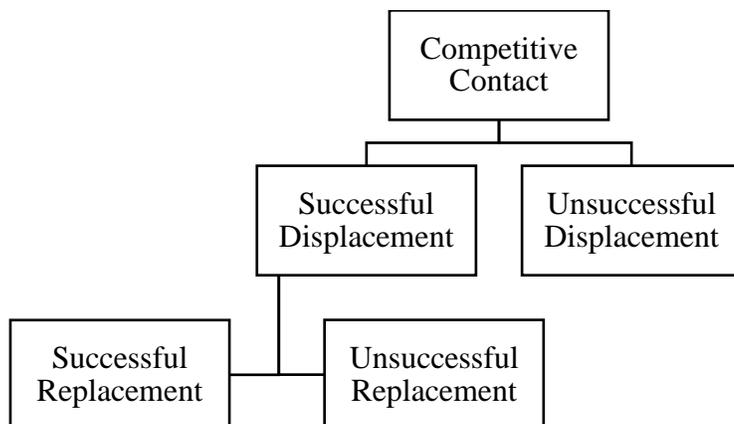 Competitive
Contact
Successful
Displacement
Unsuccessful
Displacement
Successful
Replacement
Unsuccessful
Replacement